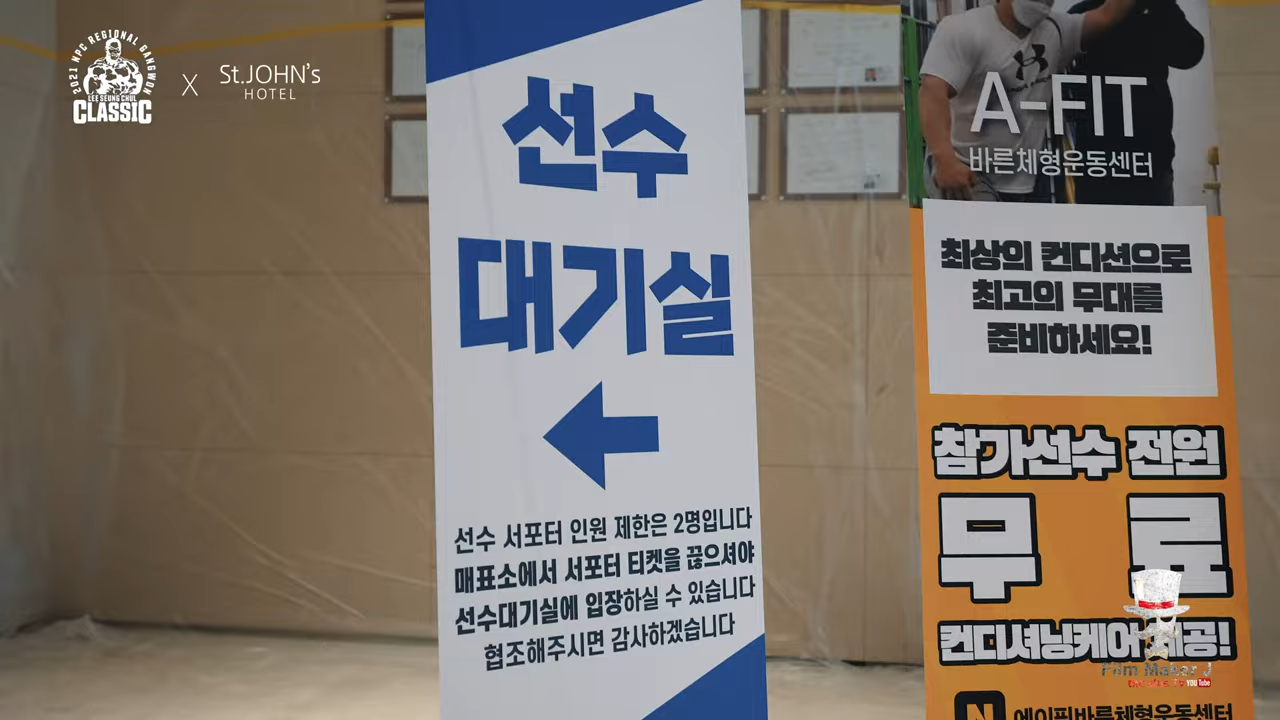 2021 NPC REGIONAL GANGWON
LEE SEUNG CHUL
CLASSIC
X
St.JOHN's
HOTEL
선수
대기실
선수 서포터 인원 제한은 2명입니다
매표소에서 서포터 티켓을 끊으셔야
선수대기실에 입장하실 수 있습니다
협조해주시면 감사하겠습니다
A-FIT
바른체형운동센터
최상의 컨디션으로
최고의 무대를
준비하세요!
참가선수 전원
무료
컨디셔닝케어 제공!
N 에이핏바른체형운동센터
Film Maker J
YOU Tube